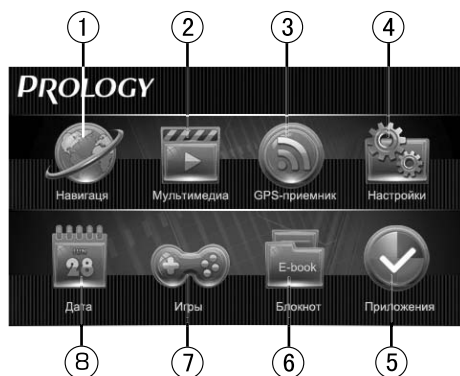 1 2 3 4
PROLOGY
Навигаця Мультимедиа GPS-приемник Настройки
28 E-book
Дата Игры Блокнот Приложения
8 7 6 5